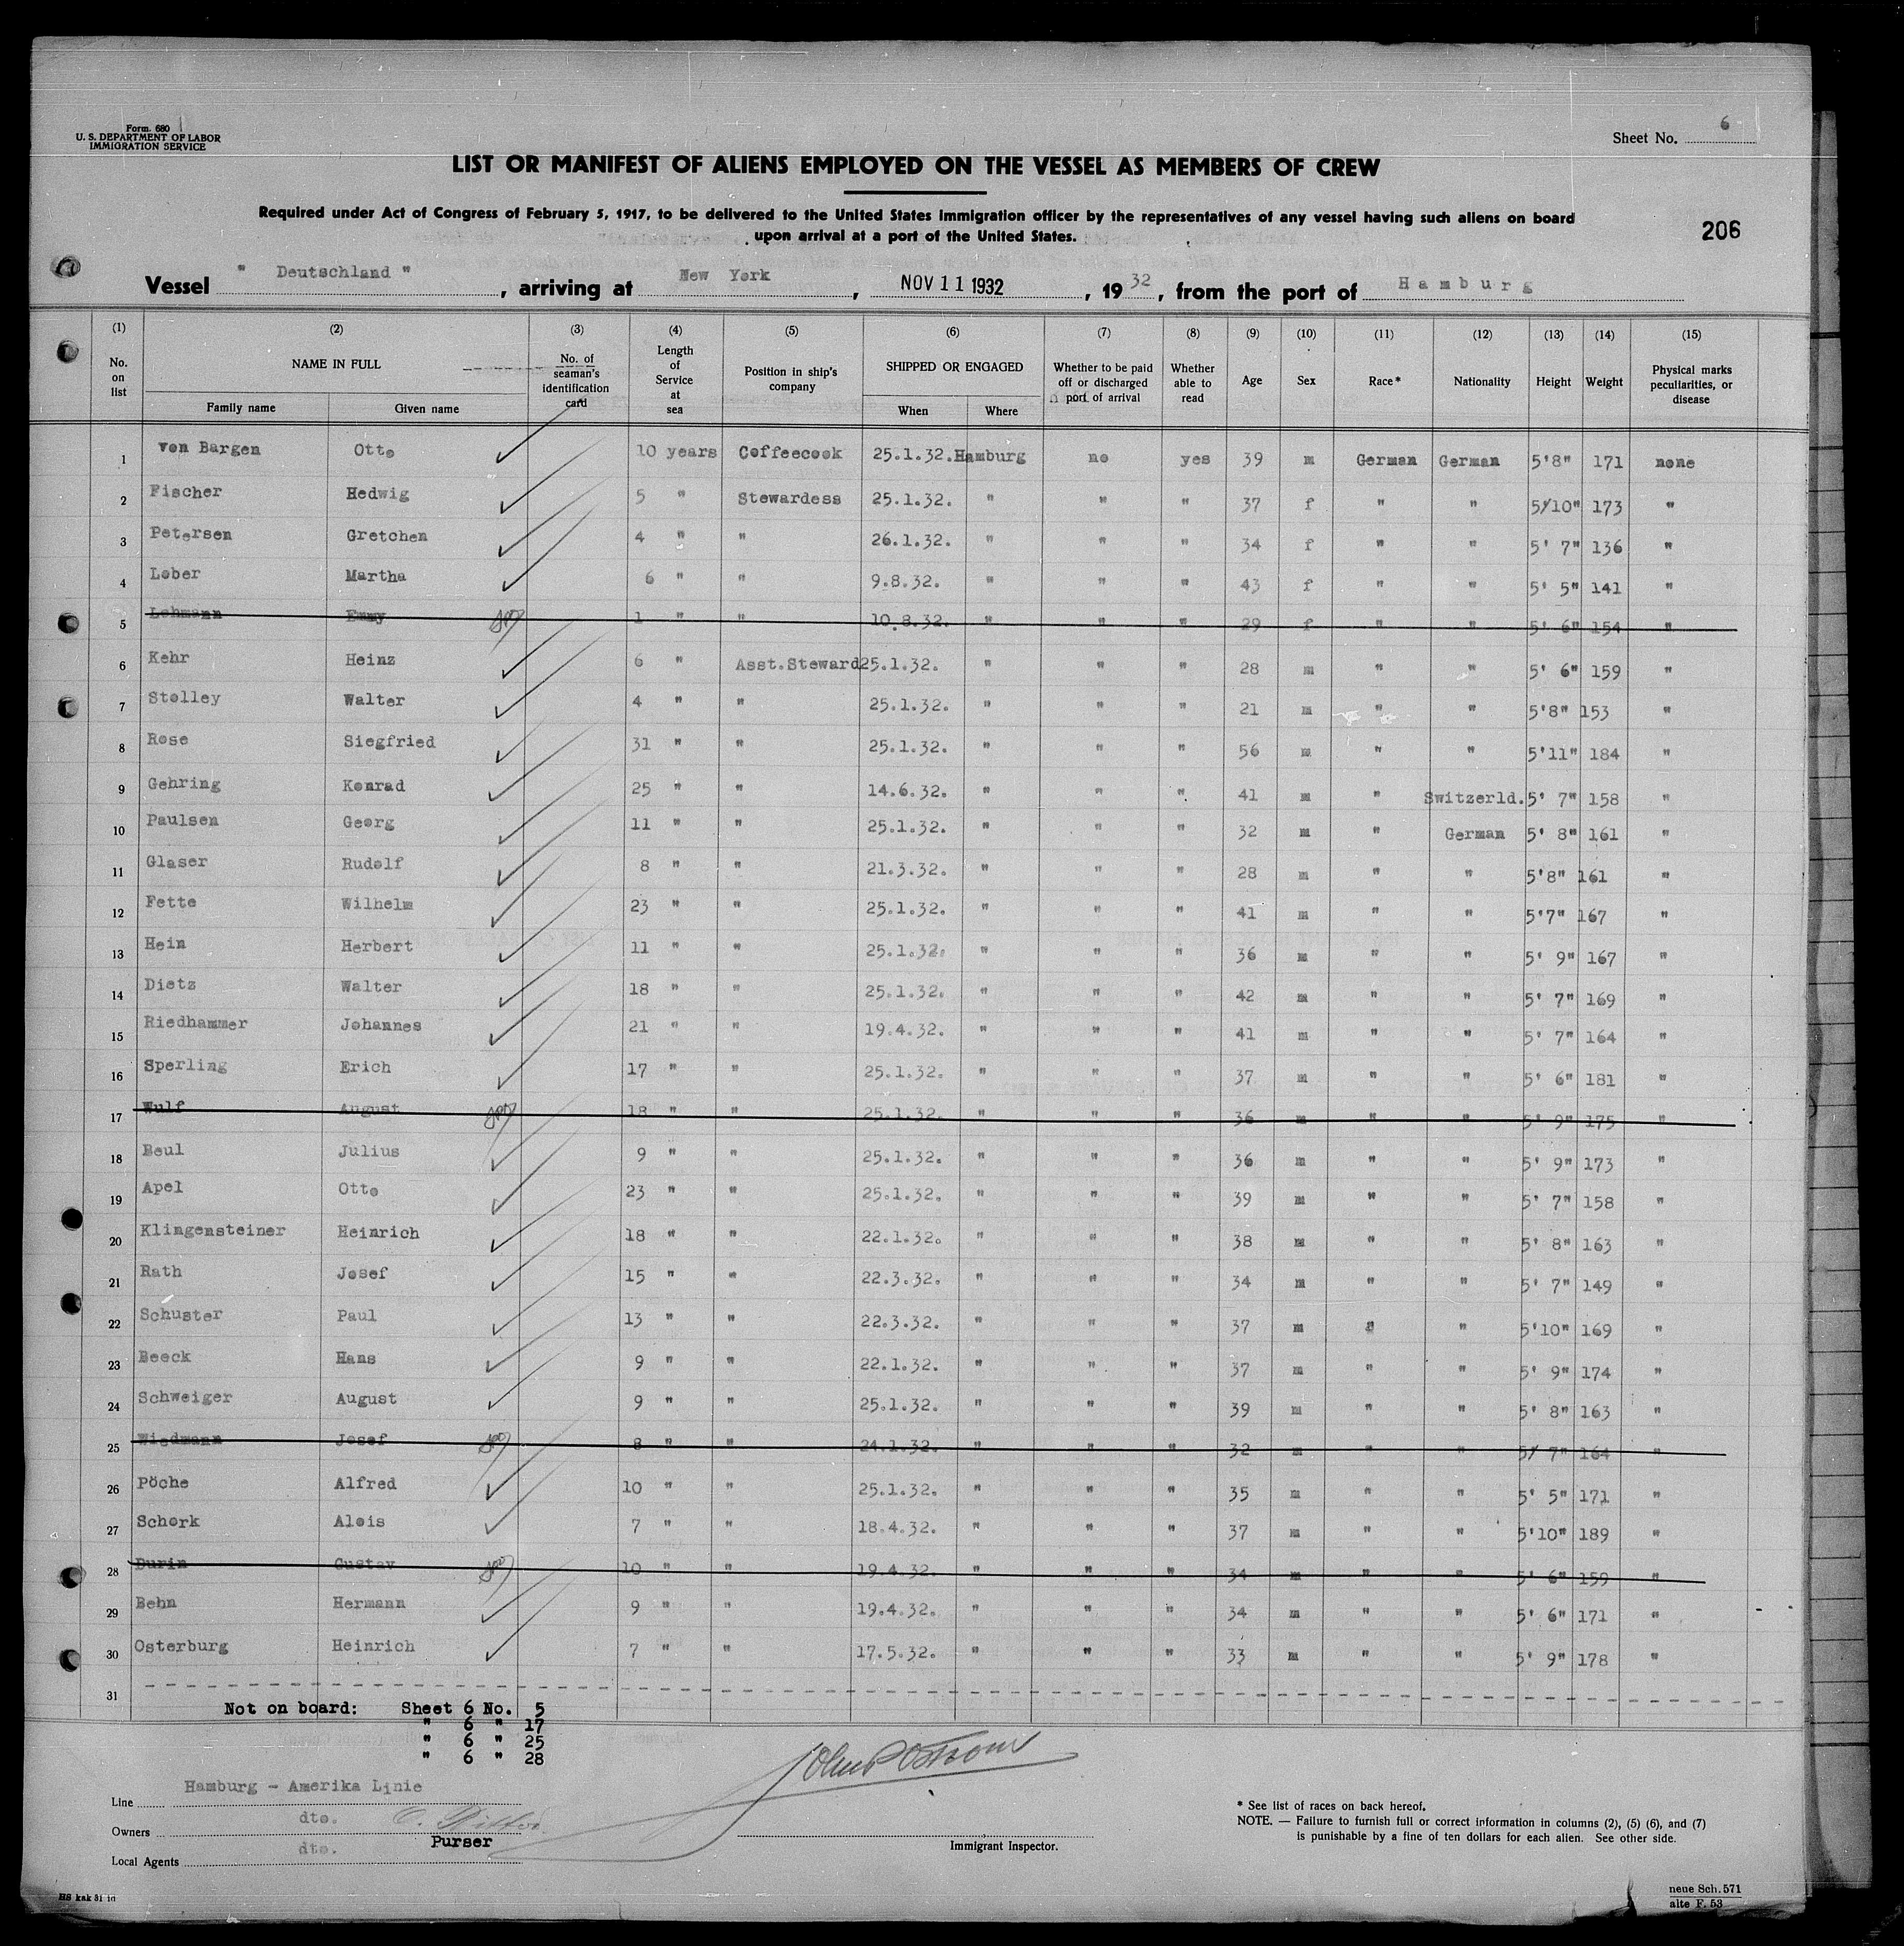 Form. 680
U. S. DEPARTMENT OF LABOR
IMMIGRATION SERVICE
Sheet No. 6
LIST OR MANIFEST OF ALIENS EMPLOYED ON THE VESSEL AS MEMBERS OF CREW
Required under Act of Congress of February 5, 1917, to be delivered to the United States Immigration officer by the representatives of any vessel having such aliens on board
upon arrival at a port of the United States.
206
Vessel " Deutschland ", arriving at New York, NOV 11 1932, 1932, from the port of Hamburg
(1) (2) (3) (4) (5) (6) (7) (8) (9) (10) (11) (12) (13) (14) (15)
No. on list NAME IN FULL Family name Given name No. of seaman's identification card Length of Service at sea Position in ship's company SHIPPED OR ENGAGED When Where Whether to be paid off or discharged port of arrival Whether able to read Age Sex Race* Nationality Height Weight Physical marks peculiarities, or disease
1 von Bargen Otto 10 years Coffeecook 25.1.32. Hamburg no yes 39 m German German 5'8" 171 none
2 Fischer Hedwig 5 " Stewardess 25.1.32. " " " 37 f " " 5'10" 173 "
3 Petersen Gretchen 4 " " 26.1.32. " " " 34 f " " 5' 7" 136 "
4 Lober Martha 6 " " 9.8.32. " " " 43 f " " 5' 5" 141 "
5 Lohmann Emmy 1 " " 10.8.32. " " " 29 f " " 5' 6" 154 "
6 Kehr Heinz 6 " Asst.Steward 25.1.32. " " " 28 m " " 5' 6" 159 "
7 Stolley Walter 4 " " 25.1.32. " " " 21 m " " 5'8" 153 "
8 Rose Siegfried 31 " " 25.1.32. " " " 56 m " " 5'11" 184 "
9 Gehring Konrad 25 " " 14.6.32. " " " 41 m " Switzerld. 5' 7" 158 "
10 Paulsen Georg 11 " " 25.1.32. " " " 32 m " German 5' 8" 161 "
11 Glaser Rudolf 8 " " 21.3.32. " " " 28 m " " 5'8" 161 "
12 Fette Wilhelm 23 " " 25.1.32. " " " 41 m " " 5'7" 167 "
13 Hein Herbert 11 " " 25.1.32. " " " 36 m " " 5' 9" 167 "
14 Dietz Walter 18 " " 25.1.32. " " " 42 m " " 5' 7" 169 "
15 Riedhammer Johannes 21 " " 19.4.32. " " " 41 m " " 5' 7" 164 "
16 Sperling Erich 17 " " 25.1.32. " " " 37 m " " 5' 6" 181 "
17 Wulf August 18 " " 25.1.32. " " " 36 m " " 5' 9" 175 "
18 Beul Julius 9 " " 25.1.32. " " " 36 m " " 5' 9" 173 "
19 Apel Otto 23 " " 25.1.32. " " " 39 m " " 5' 7" 158 "
20 Klingensteiner Heinrich 18 " " 22.1.32. " " " 38 m " " 5' 8" 163 "
21 Rath Josef 15 " " 22.3.32. " " " 34 m " " 5' 7" 149 "
22 Schuster Paul 13 " " 22.3.32. " " " 37 m " " 5'10" 169 "
23 Beeck Hans 9 " " 22.1.32. " " " 37 m " " 5' 9" 174 "
24 Schweiger August 9 " " 25.1.32. " " " 39 m " " 5' 8" 163 "
25 Wiedmann Josef 8 " " 24.1.32. " " " 32 m " " 5' 7" 164 "
26 Pöche Alfred 10 " " 25.1.32. " " " 35 m " " 5' 5" 171 "
27 Schork Alois 7 " " 18.4.32. " " " 37 m " " 5'10" 189 "
28 Durin Gustav 10 " " 19.4.32. " " " 34 m " " 5' 6" 159 "
29 Behn Hermann 9 " " 19.4.32. " " " 34 m " " 5' 6" 171 "
30 Osterburg Heinrich 7 " " 17.5.32. " " " 33 m " " 5' 9" 178 "
31
Not on board: Sheet 6 No. 5
" 6 " 17
" 6 " 25
" 6 " 28
Line Hamburg - Amerika Linie
Owners dto.
Purser
Local Agents dto.
Immigrant Inspector.
* See list of races on back hereof.
NOTE. — Failure to furnish full or correct information in columns (2), (5) (6), and (7)
is punishable by a fine of ten dollars for each alien. See other side.
neue Sch. 571
alte F. 53